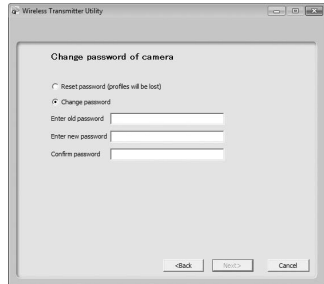 Wireless Transmitter Utility
Change password of camera
Reset password (profiles will be lost)
Change password
Enter old password
Enter new password
Confirm password
<Back Next> Cancel